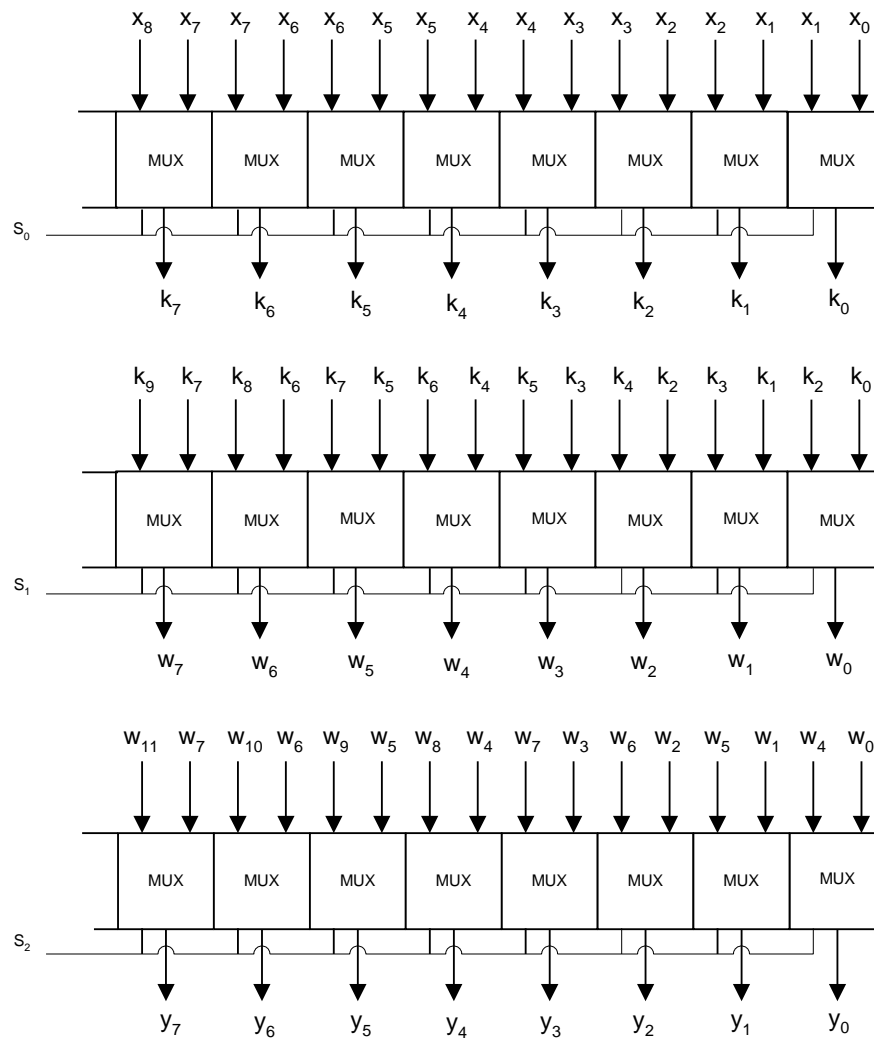 x₈ x₇ x₇ x₆ x₆ x₅ x₅ x₄ x₄ x₃ x₃ x₂ x₂ x₁ x₁ x₀
MUX MUX MUX MUX MUX MUX MUX MUX
S₀
k₇ k₆ k₅ k₄ k₃ k₂ k₁ k₀
k₉ k₇ k₈ k₆ k₇ k₅ k₆ k₄ k₅ k₃ k₄ k₂ k₃ k₁ k₂ k₀
MUX MUX MUX MUX MUX MUX MUX MUX
S₁
w₇ w₆ w₅ w₄ w₃ w₂ w₁ w₀
w₁₁ w₇ w₁₀ w₆ w₉ w₅ w₈ w₄ w₇ w₃ w₆ w₂ w₅ w₁ w₄ w₀
MUX MUX MUX MUX MUX MUX MUX MUX
S₂
y₇ y₆ y₅ y₄ y₃ y₂ y₁ y₀